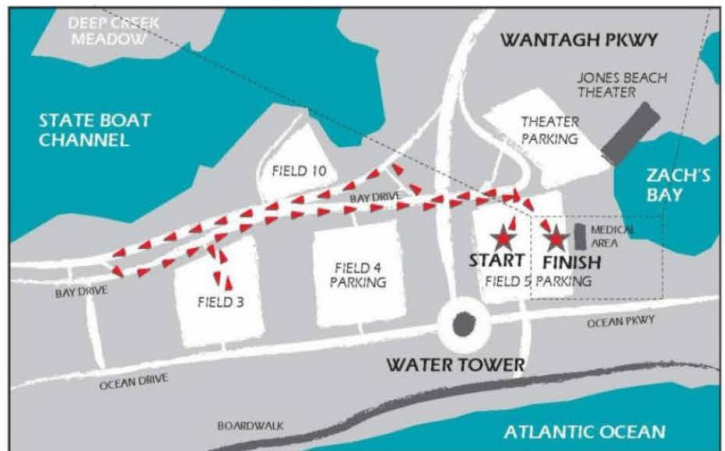 DEEP CREEK
MEADOW
WANTAGH PKWY
JONES BEACH
THEATER
STATE BOAT
CHANNEL
THEATER
PARKING
FIELD 10
ZACH'S
BAY
BAY DRIVE
MEDICAL
AREA
START
FINISH
FIELD 5 PARKING
FIELD 4
PARKING
FIELD 3
BAY DRIVE
OCEAN PKWY
WATER TOWER
OCEAN DRIVE
BOARDWALK
ATLANTIC OCEAN